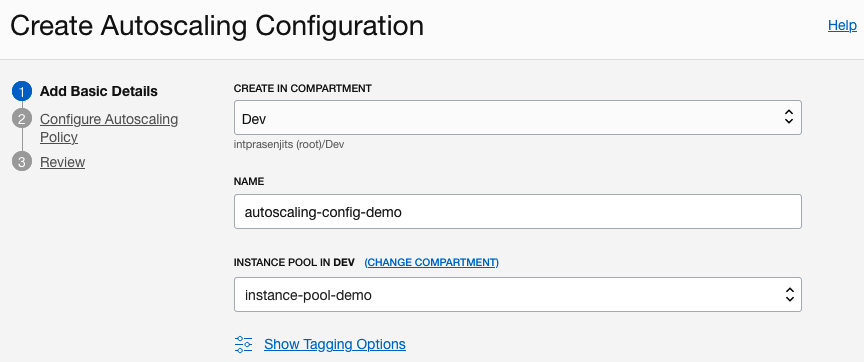 Create Autoscaling Configuration
Help
1 Add Basic Details
2 Configure Autoscaling
Policy
3 Review
CREATE IN COMPARTMENT
Dev
intprasenjits (root)/Dev
NAME
autoscaling-config-demo
INSTANCE POOL IN DEV (CHANGE COMPARTMENT)
instance-pool-demo
Show Tagging Options